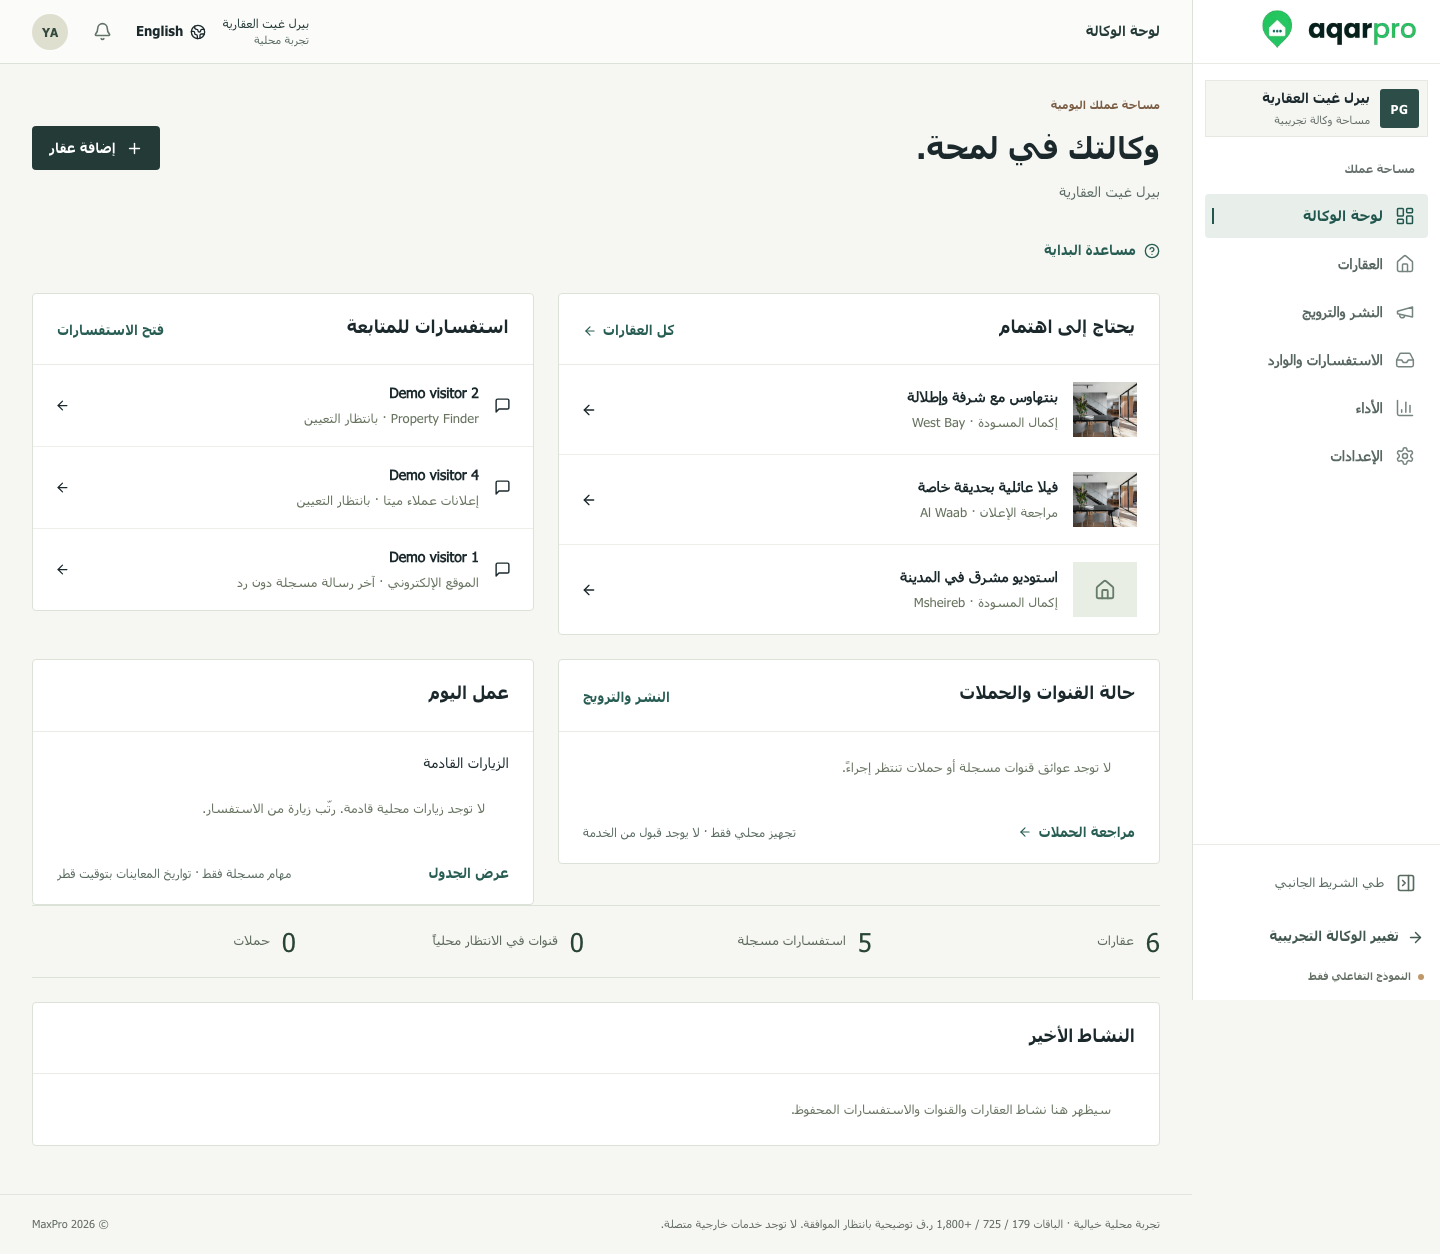 aqarpro
PG
بيرل غيت العقارية
مساحة وكالة تجريبية
مساحة عملك
لوحة الوكالة
العقارات
النشر والترويج
الاستفسارات والوارد
الأداء
الإعدادات
طي الشريط الجانبي
تغيير الوكالة التجريبية
النموذج التفاعلي فقط
لوحة الوكالة
بيرل غيت العقارية
تجربة محلية
English
YA
مساحة عملك اليومية
وكالتك في لمحة.
بيرل غيت العقارية
إضافة عقار
مساعدة البداية
يحتاج إلى اهتمام
كل العقارات
بنتهاوس مع شرفة وإطلالة
إكمال المسودة · West Bay
فيلا عائلية بحديقة خاصة
مراجعة الإعلان · Al Waab
استوديو مشرق في المدينة
إكمال المسودة · Msheireb
استفسارات للمتابعة
فتح الاستفسارات
Demo visitor 2
Property Finder · بانتظار التعيين
Demo visitor 4
إعلانات عملاء ميتا · بانتظار التعيين
Demo visitor 1
الموقع الإلكتروني · آخر رسالة مسجلة دون رد
حالة القنوات والحملات
النشر والترويج
لا توجد عوائق قنوات مسجلة أو حملات تنتظر إجراءً.
مراجعة الحملات
تجهيز محلي فقط · لا يوجد قبول من الخدمة
عمل اليوم
الزيارات القادمة
لا توجد زيارات محلية قادمة. رتّب زيارة من الاستفسار.
عرض الجدول
مهام مسجلة فقط · تواريخ المعاينات بتوقيت قطر
6 عقارات
5 استفسارات مسجلة
0 قنوات في الانتظار محلياً
0 حملات
النشاط الأخير
سيظهر هنا نشاط العقارات والقنوات والاستفسارات المحفوظ.
تجربة محلية خيالية · الباقات 179 / 725 / +1,800 ر.ق توضيحية بانتظار الموافقة. لا توجد خدمات خارجية متصلة.
© 2026 MaxPro